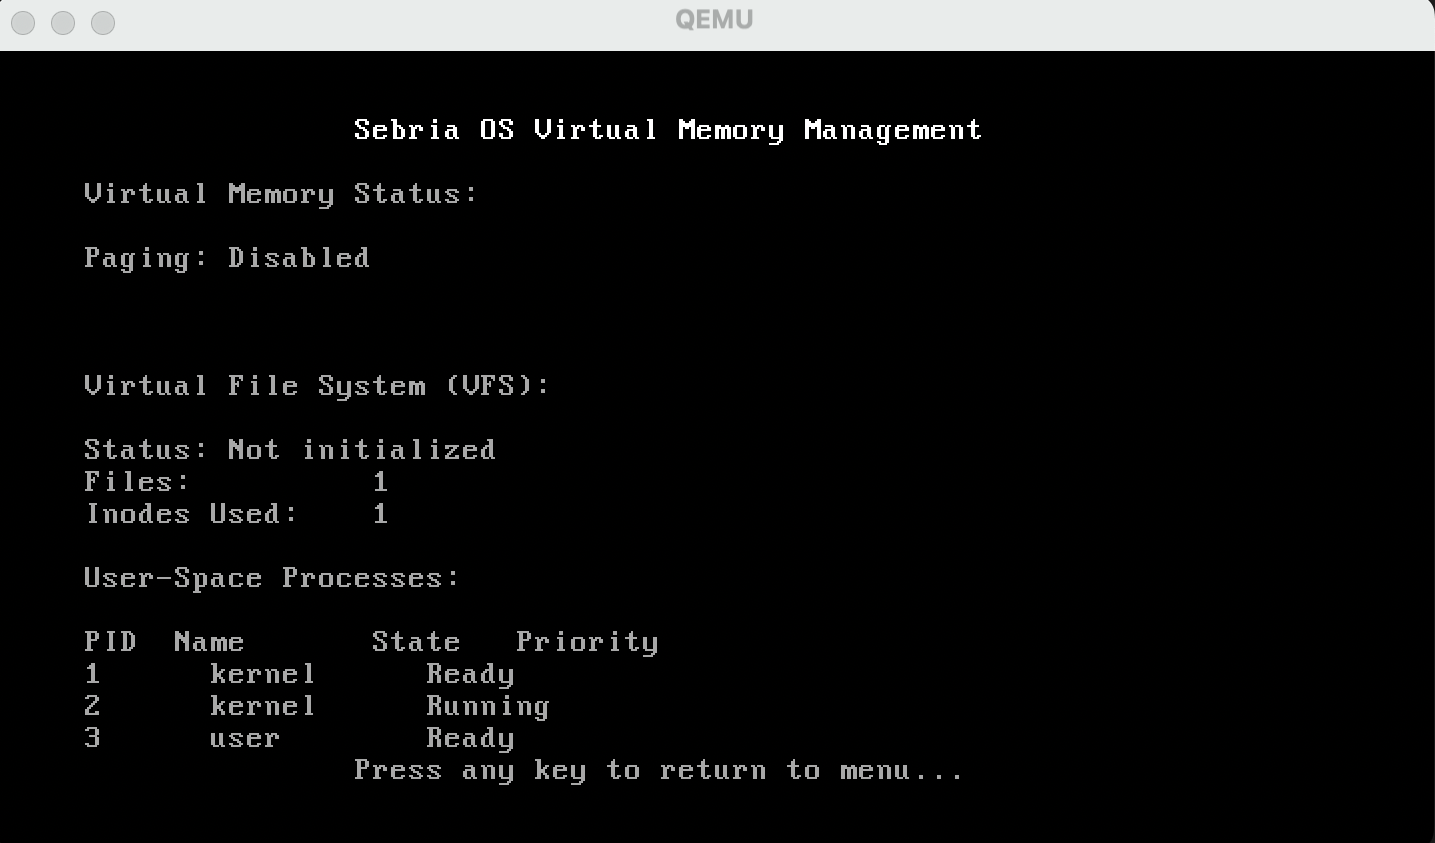 QEMU
Sebria OS Virtual Memory Management
Virtual Memory Status:
Paging: Disabled
Virtual File System (VFS):
Status: Not initialized
Files: 1
Inodes Used: 1
User-Space Processes:
PID Name State Priority
1 kernel Ready
2 kernel Running
3 user Ready
Press any key to return to menu...